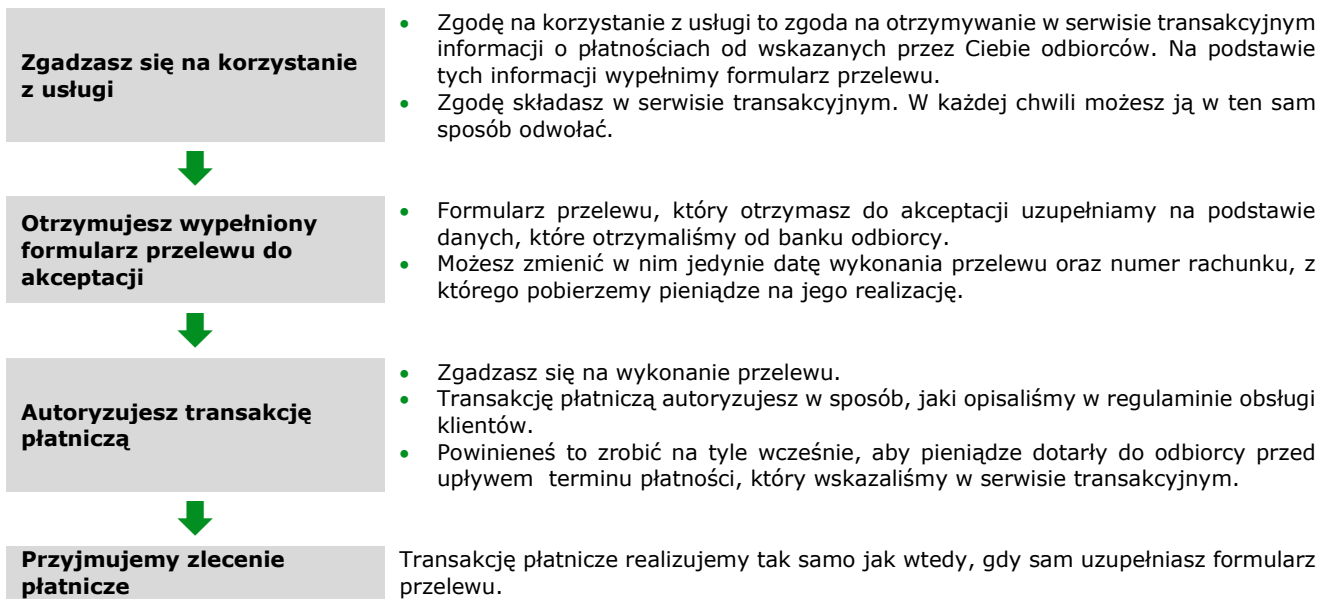 Zgadzasz się na korzystanie
z usługi
• Zgodę na korzystanie z usługi to zgoda na otrzymywanie w serwisie transakcyjnym
informacji o płatnościach od wskazanych przez Ciebie odbiorców. Na podstawie
tych informacji wypełnimy formularz przelewu.
• Zgodę składasz w serwisie transakcyjnym. W każdej chwili możesz ją w ten sam
sposób odwołać.
Otrzymujesz wypełniony
formularz przelewu do
akceptacji
• Formularz przelewu, który otrzymasz do akceptacji uzupełniamy na podstawie
danych, które otrzymaliśmy od banku odbiorcy.
• Możesz zmienić w nim jedynie datę wykonania przelewu oraz numer rachunku, z
którego pobierzemy pieniądze na jego realizację.
Autoryzujesz transakcję
płatniczą
• Zgadzasz się na wykonanie przelewu.
• Transakcję płatniczą autoryzujesz w sposób, jaki opisaliśmy w regulaminie obsługi
klientów.
• Powinieneś to zrobić na tyle wcześnie, aby pieniądze dotarły do odbiorcy przed
upływem terminu płatności, który wskazaliśmy w serwisie transakcyjnym.
Przyjmujemy zlecenie
płatnicze
Transakcję płatnicze realizujemy tak samo jak wtedy, gdy sam uzupełniasz formularz
przelewu.